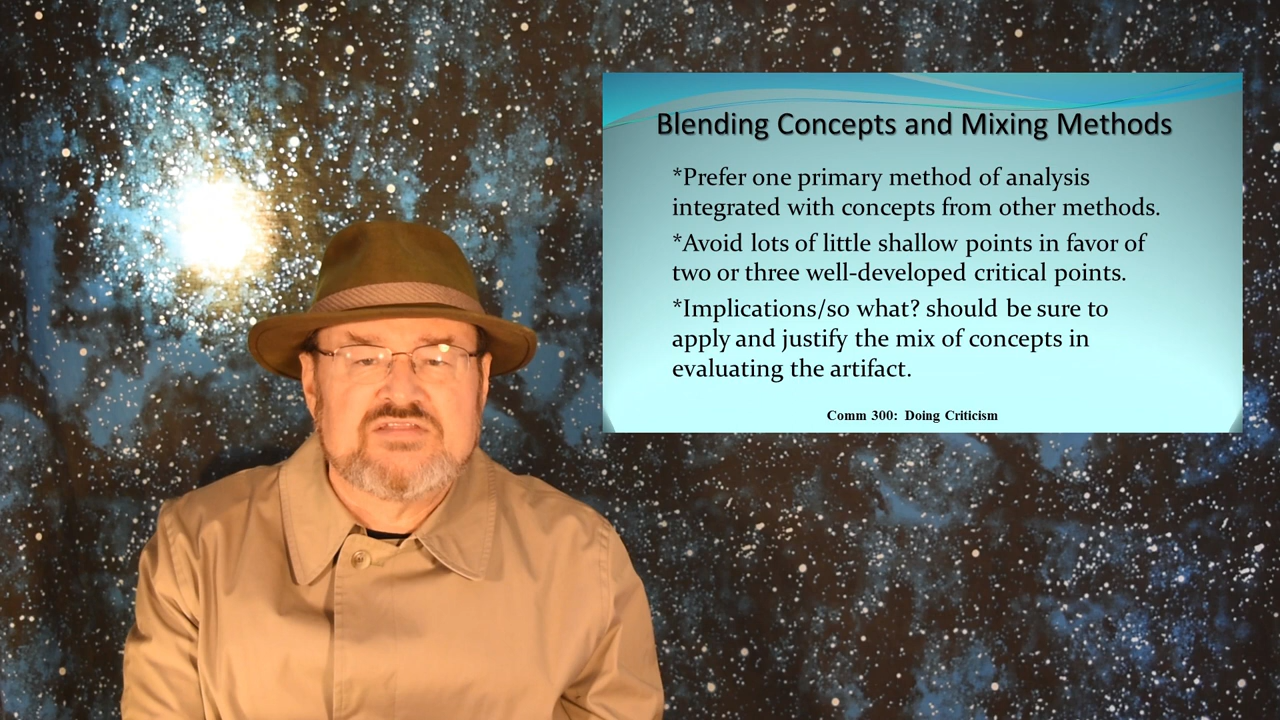 Blending Concepts and Mixing Methods
*Prefer one primary method of analysis
integrated with concepts from other methods.
*Avoid lots of little shallow points in favor of
two or three well-developed critical points.
*Implications/so what? should be sure to
apply and justify the mix of concepts in
evaluating the artifact.
Comm 300: Doing Criticism